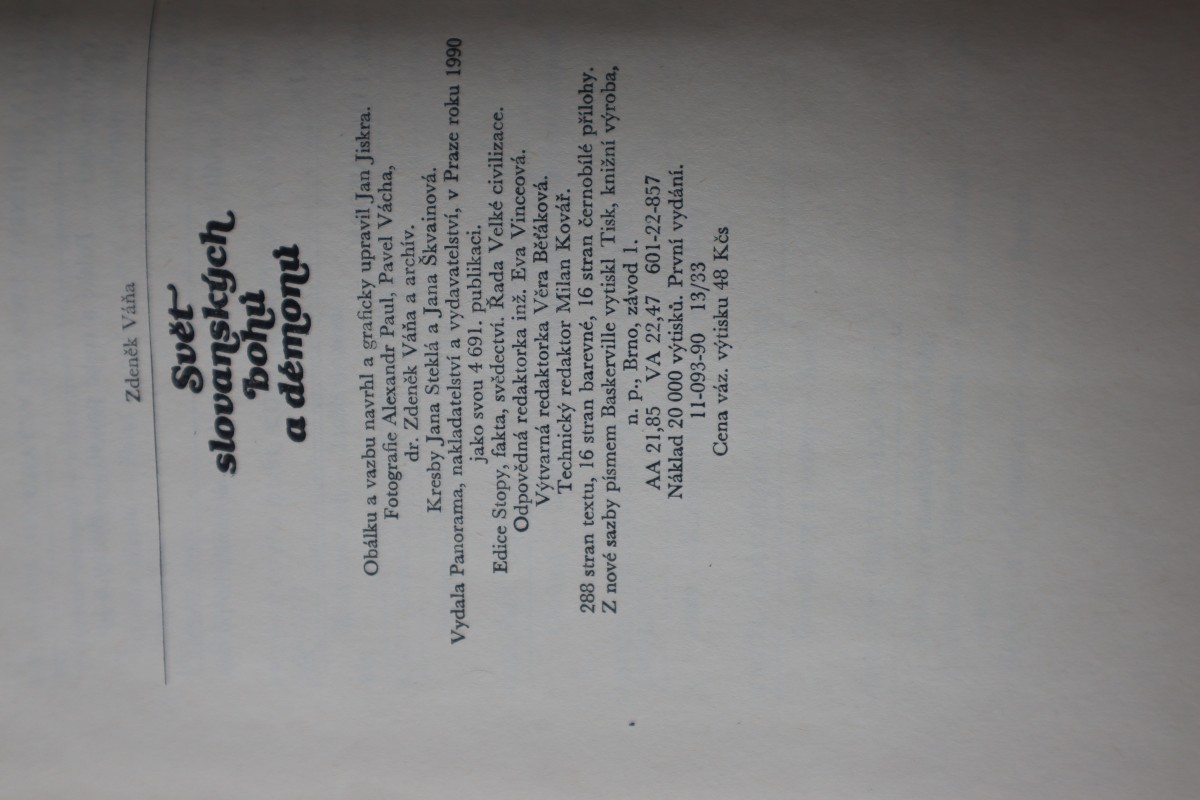 Zdeněk Váňa
Svět
slovanských
bohů
a démonů
Obálku a vazbu navrhl a graficky upravil Jan Jiskra.
Fotografie Alexandr Paul, Pavel Vácha,
dr. Zdeněk Váňa a archív.
Kresby Jana Steklá a Jana Škvainová.
Vydala Panorama, nakladatelství a vydavatelství, v Praze roku 1990
jako svou 4 691. publikaci.
Edice Stopy, fakta, svědectví. Řada Velké civilizace.
Odpovědná redaktorka inž. Eva Vinceová.
Výtvarná redaktorka Věra Běťáková.
Technický redaktor Milan Kovář.
288 stran textu, 16 stran barevné, 16 stran černobílé přílohy.
Z nové sazby písmem Baskerville vytiskl Tisk, knižní výroba,
n. p., Brno, závod 1.
AA 21,85 VA 22,47 601-22-857
Náklad 20 000 výtisků. První vydání.
11-093-90 13/33
Cena váz. výtisku 48 Kčs